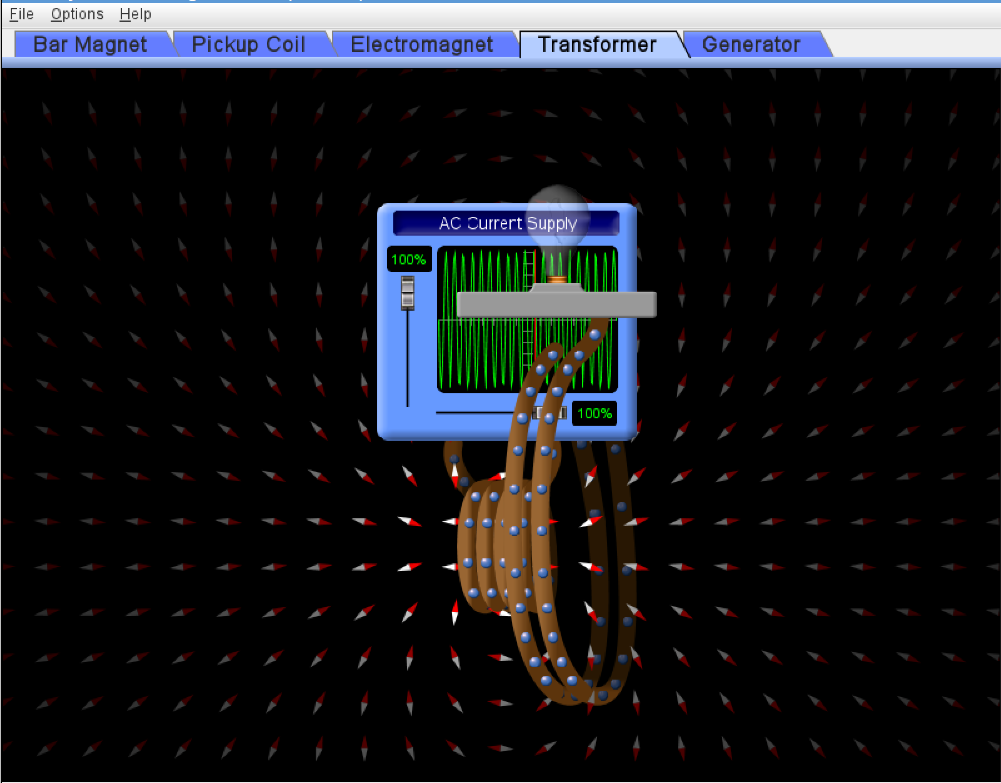 File Options Help
Bar Magnet Pickup Coil Electromagnet Transformer Generator
AC Current Supply
100%
100%